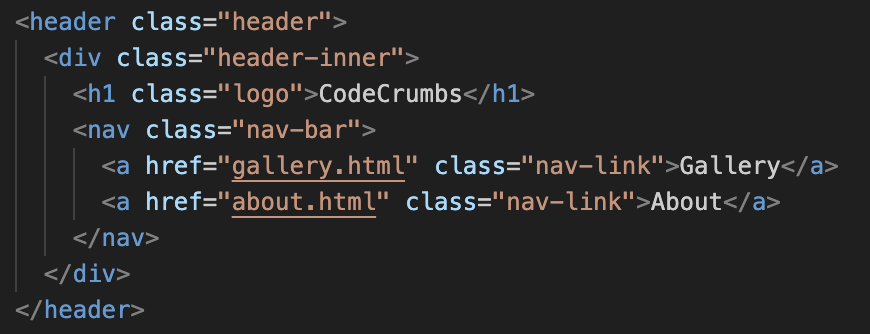 <header class="header">
<div class="header-inner">
<h1 class="logo">CodeCrumbs</h1>
<nav class="nav-bar">
<a href="gallery.html" class="nav-link">Gallery</a>
<a href="about.html" class="nav-link">About</a>
</nav>
</div>
</header>